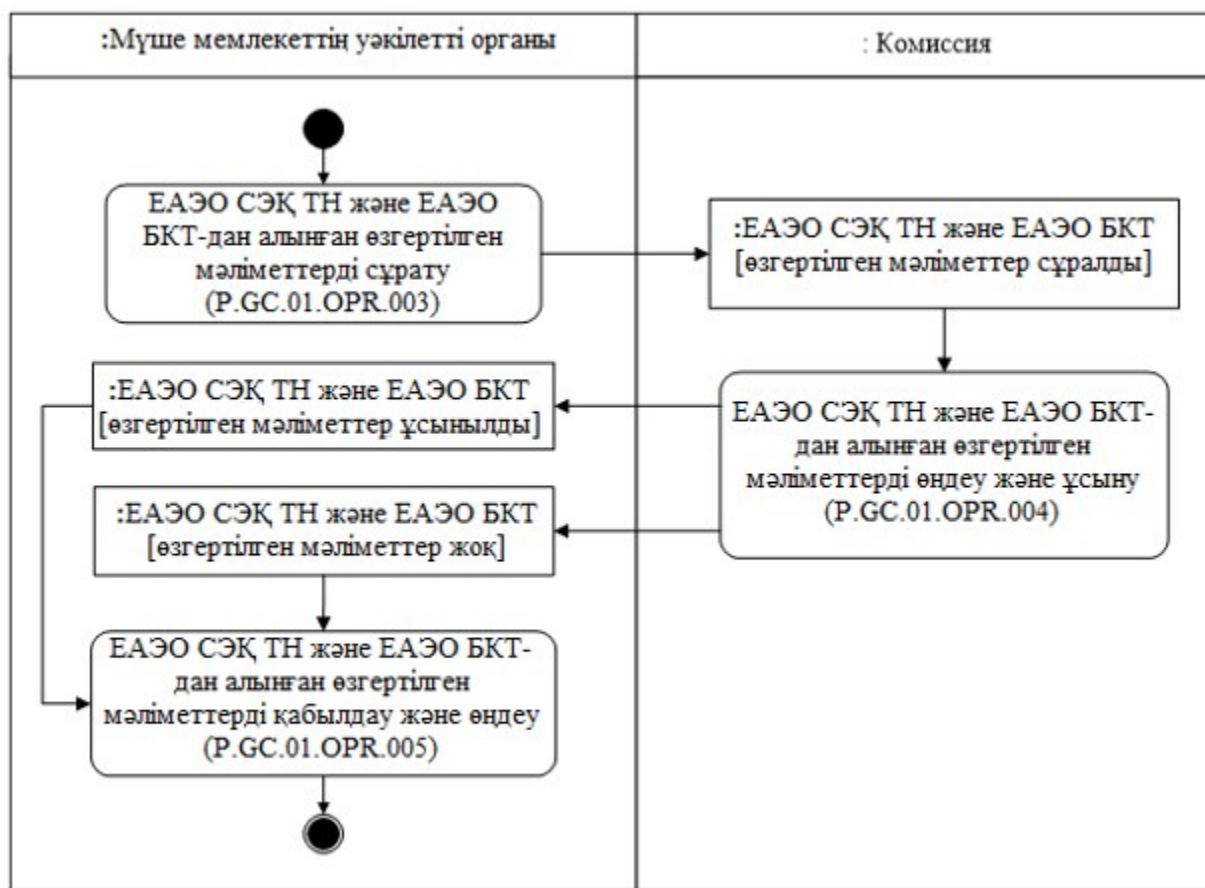 :Мүше мемлекеттің уәкілетті органы
: Комиссия
ЕАЭО СЭҚ ТН және ЕАЭО
БКТ-дан алынған өзгертілген
мәліметтерді сұрату
(P.GC.01.OPR.003)
:ЕАЭО СЭҚ ТН және ЕАЭО БКТ
[өзгертілген мәліметтер сұралды]
ЕАЭО СЭҚ ТН және ЕАЭО БКТ-
дан алынған өзгертілген
мәліметтерді өңдеу және ұсыну
(P.GC.01.OPR.004)
:ЕАЭО СЭҚ ТН және ЕАЭО БКТ
[өзгертілген мәліметтер ұсынылды]
:ЕАЭО СЭҚ ТН және ЕАЭО БКТ
[өзгертілген мәліметтер жоқ]
ЕАЭО СЭҚ ТН және ЕАЭО БКТ-
дан алынған өзгертілген
мәліметтерді қабылдау және өңдеу
(P.GC.01.OPR.005)